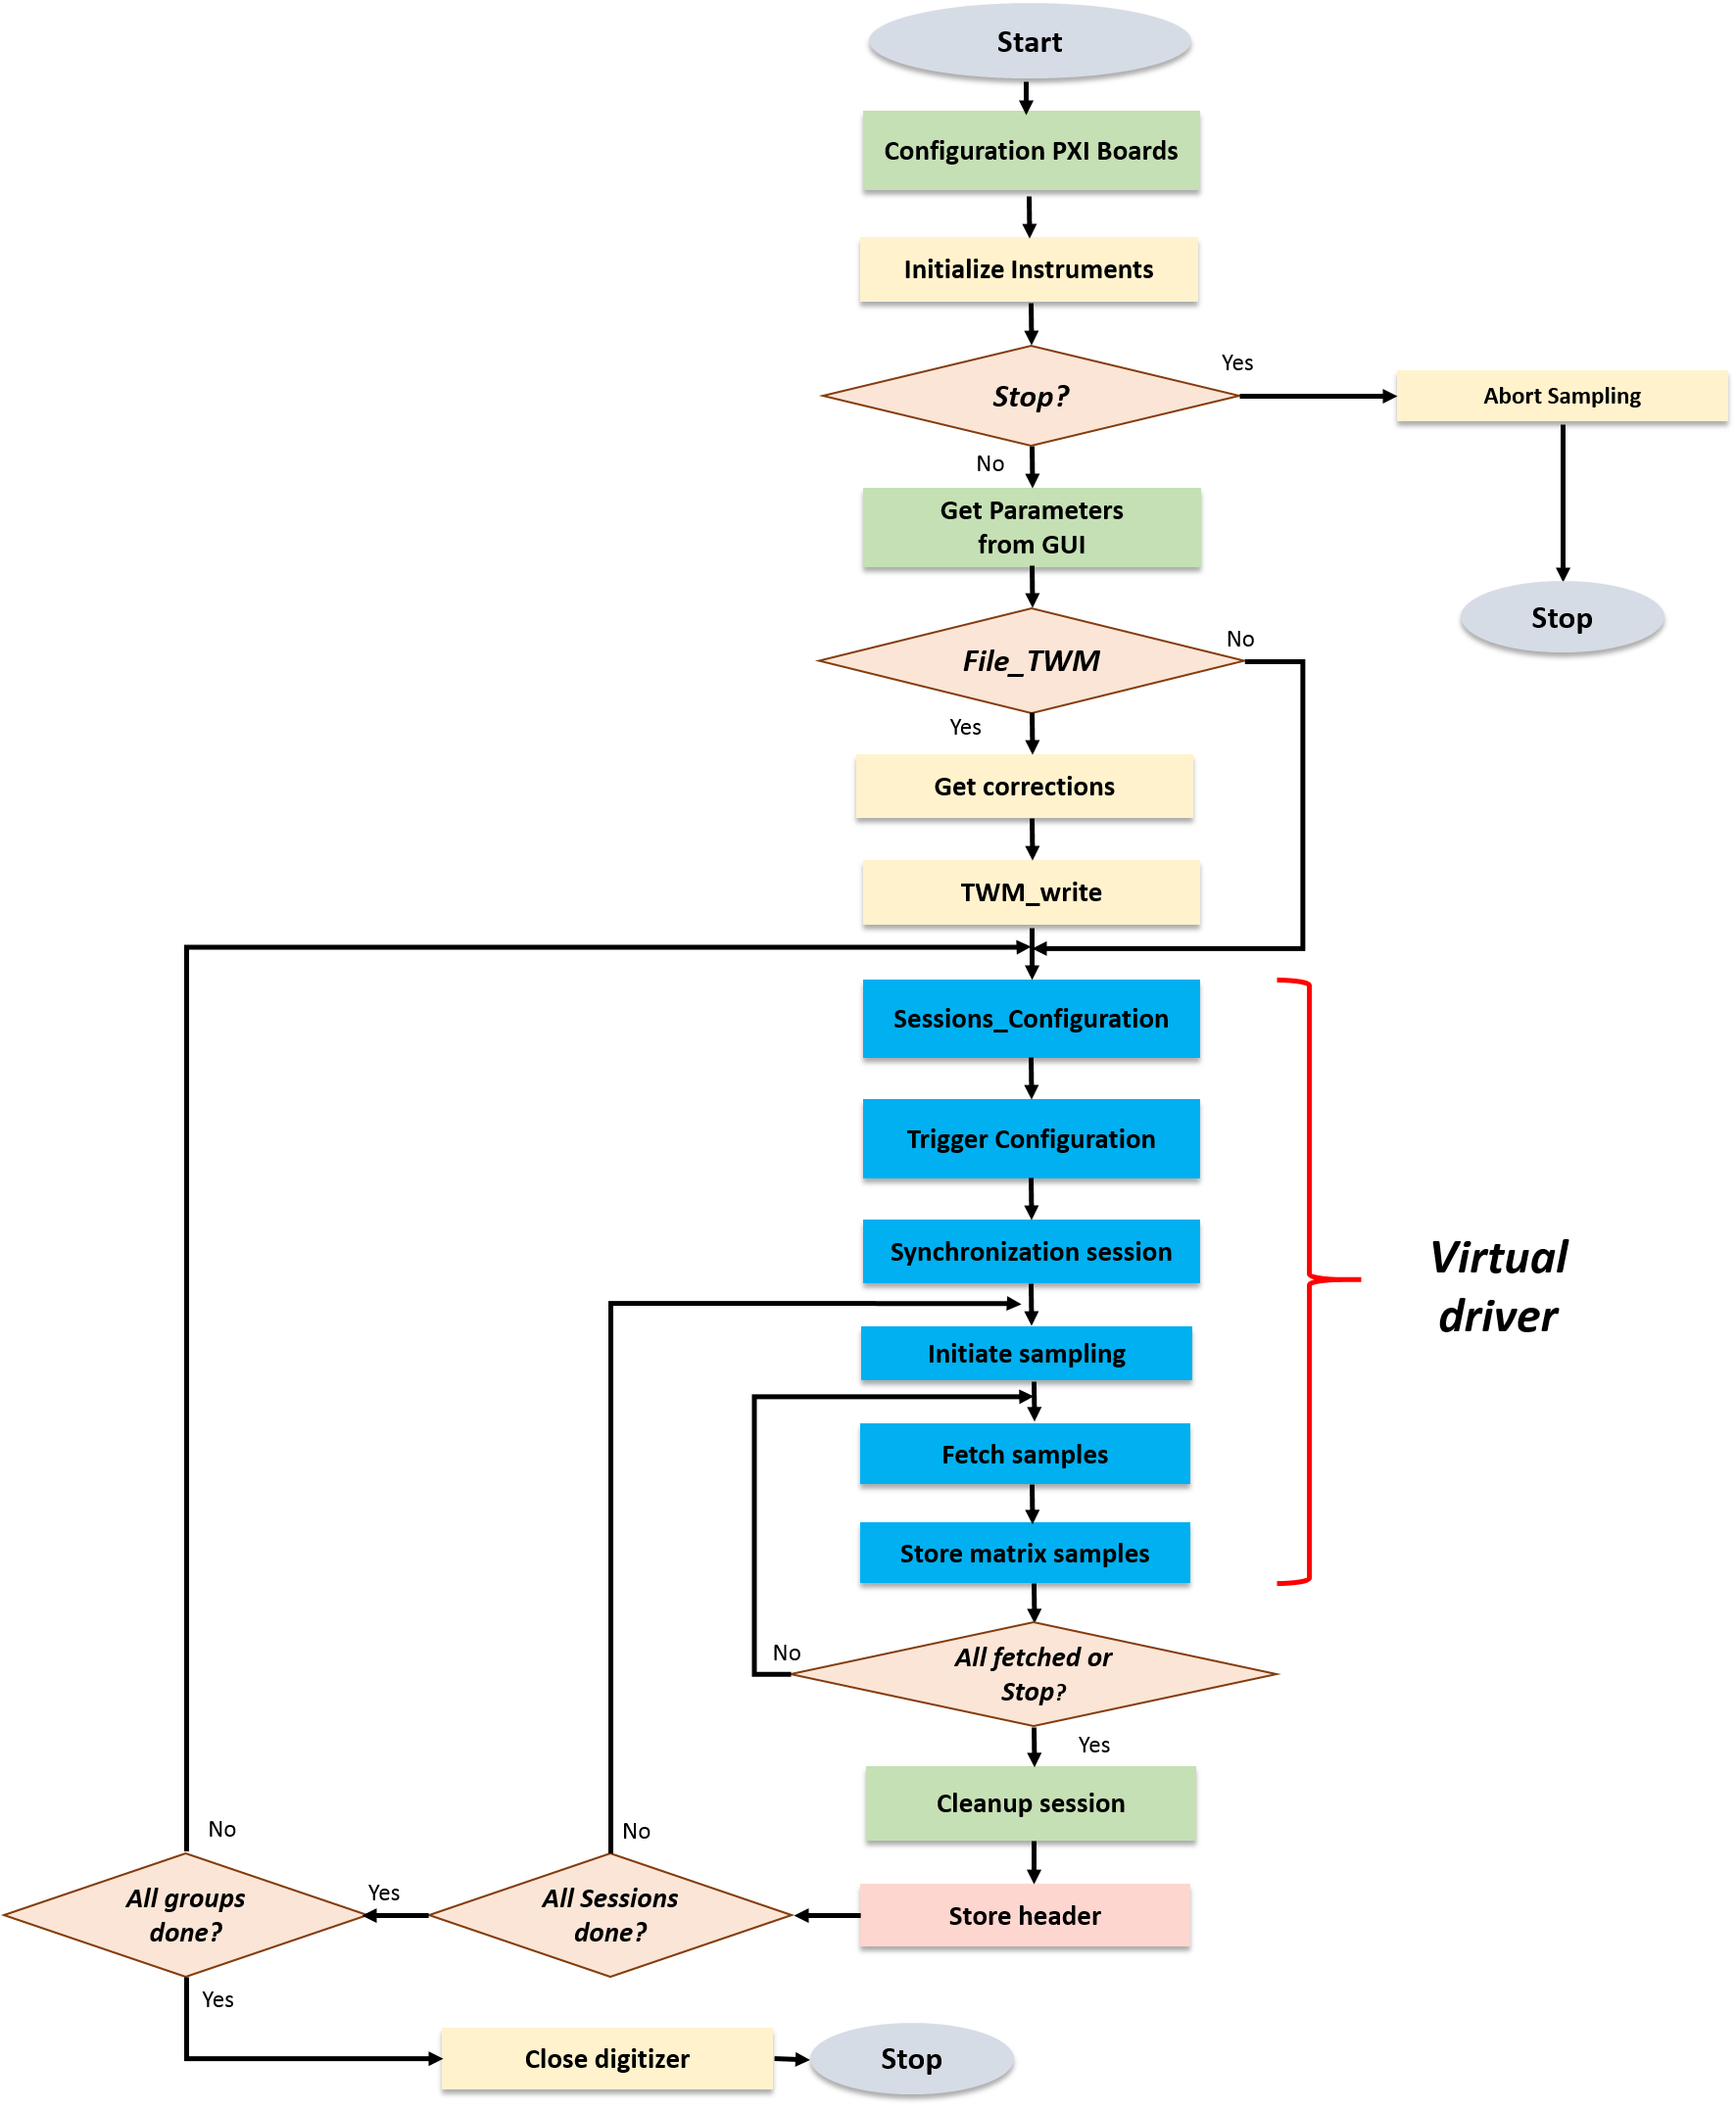 Start
Configuration PXI Boards
Initialize Instruments
Stop?
Yes
Abort Sampling
No
Get Parameters
from GUI
Stop
File_TWM
No
Yes
Get corrections
TWM_write
Sessions_Configuration
Trigger Configuration
Synchronization session
Virtual
driver
Initiate sampling
Fetch samples
Store matrix samples
No
All fetched or
Stop?
Yes
Cleanup session
No
No
All groups
done?
Yes
All Sessions
done?
Store header
Yes
Close digitizer
Stop